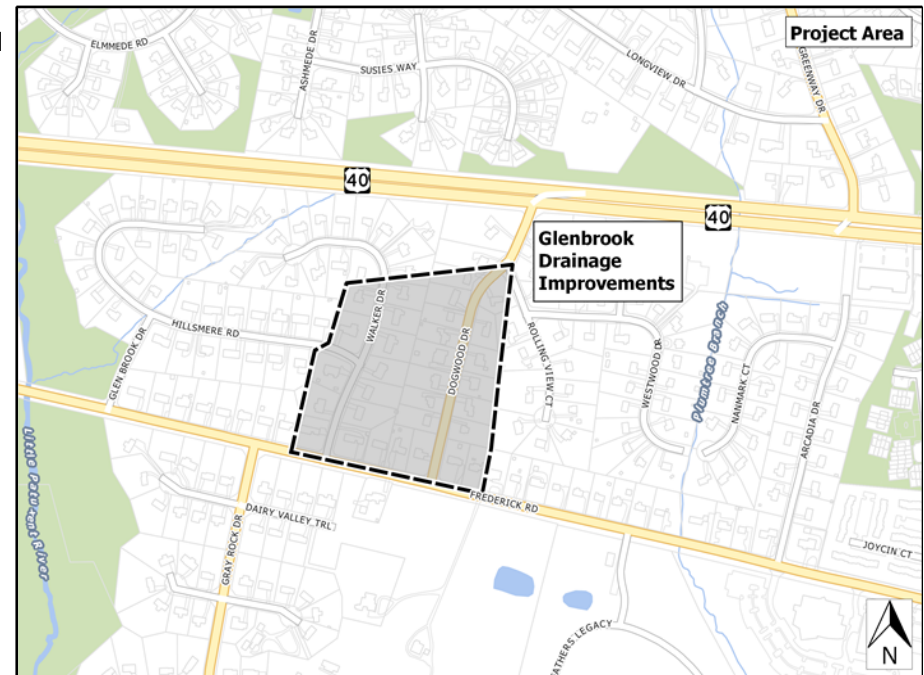 Project Area
ELMMEDE RD
ASHMEDE DR
SUSIES WAY
LONGVIEW DR
GREENWAY DR
40
40
Glenbrook
Drainage
Improvements
WALKER DR
HILLSMERE RD
GLEN BROOK DR
DOGWOOD DR
ROLLING VIEW CT
WESTWOOD DR
Plumtree Branch
NANMARK CT
ARCADIA DR
Little Patuxent River
FREDERICK RD
DAIRY VALLEY TRL
GRAY ROCK DR
JOYCIN CT
FATHERS LEGACY
N